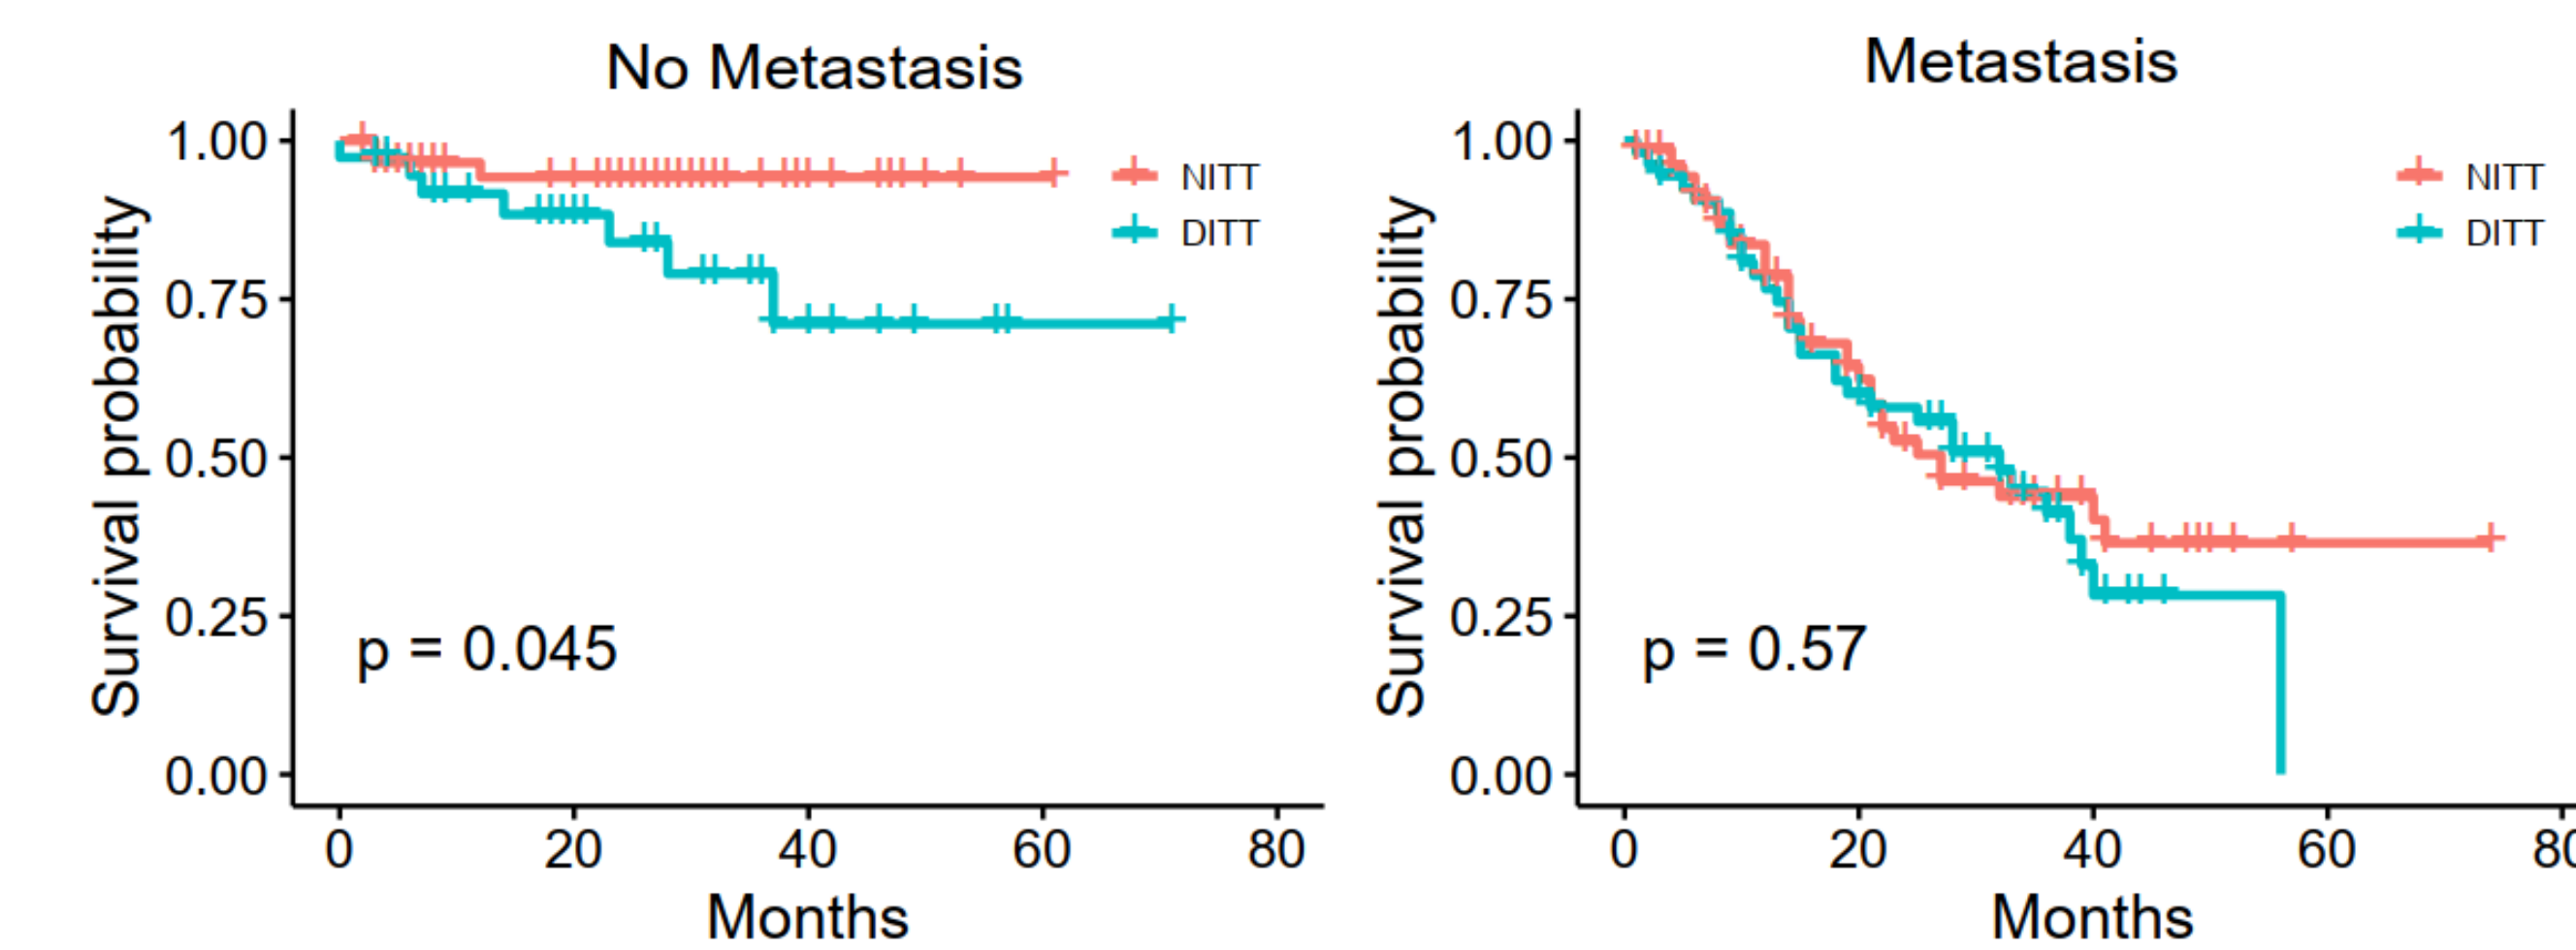 No Metastasis
Survival probability
1.00
0.75
0.50
0.25
0.00
NITT
DITT
p = 0.045
0 20 40 60 80
Months
Metastasis
Survival probability
1.00
0.75
0.50
0.25
0.00
NITT
DITT
p = 0.57
0 20 40 60 80
Months